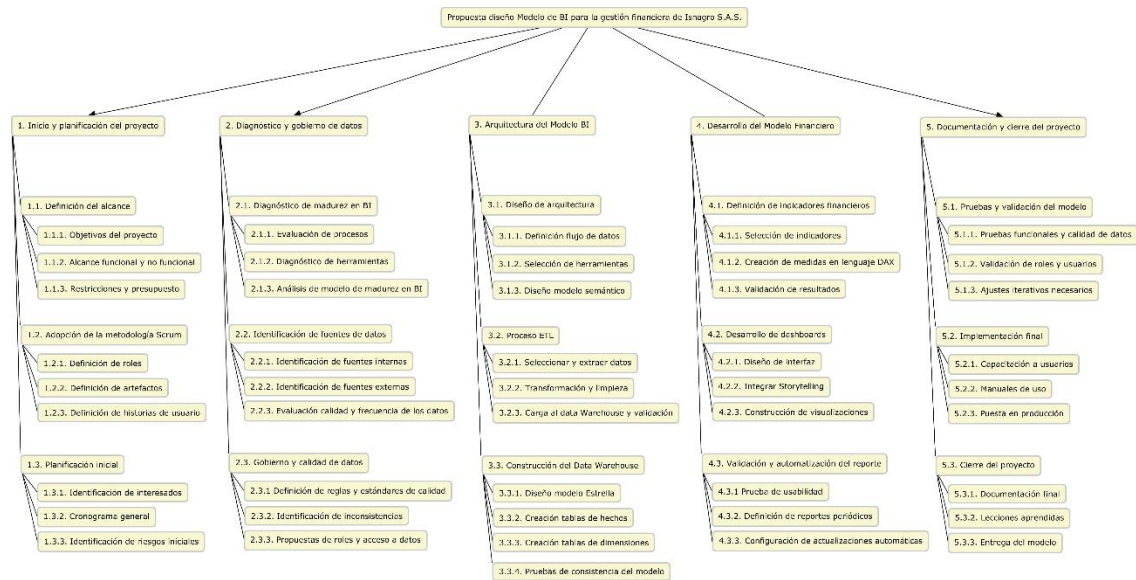 Propuesta diseño Modelo de BI para la gestión financiera de Isnagro S.A.S.
1. Inicio y planificación del proyecto
1.1. Definición del alcance
1.1.1. Objetivos del proyecto
1.1.2. Alcance funcional y no funcional
1.1.3. Restricciones y presupuesto
1.2. Adopción de la metodología Scrum
1.2.1. Definición de roles
1.2.2. Definición de artefactos
1.2.3. Definición de historias de usuario
1.3. Planificación inicial
1.3.1. Identificación de interesados
1.3.2. Cronograma general
1.3.3. Identificación de riesgos iniciales
2. Diagnóstico y gobierno de datos
2.1. Diagnóstico de madurez en BI
2.1.1. Evaluación de procesos
2.1.2. Diagnóstico de herramientas
2.1.3. Análisis de modelo de madurez en BI
2.2. Identificación de fuentes de datos
2.2.1. Identificación de fuentes internas
2.2.2. Identificación de fuentes externas
2.2.3. Evaluación calidad y frecuencia de los datos
2.3. Gobierno y calidad de datos
2.3.1 Definición de reglas y estándares de calidad
2.3.2. Identificación de inconsistencias
2.3.3. Propuestas de roles y acceso a datos
3. Arquitectura del Modelo BI
3.1. Diseño de arquitectura
3.1.1. Definición flujo de datos
3.1.2. Selección de herramientas
3.1.3. Diseño modelo semántico
3.2. Proceso ETL
3.2.1. Seleccionar y extraer datos
3.2.2. Transformación y limpieza
3.2.3. Carga al data Warehouse y validación
3.3. Construcción del Data Warehouse
3.3.1. Diseño modelo Estrella
3.3.2. Creación tablas de hechos
3.3.3. Creación tablas de dimensiones
3.3.4. Pruebas de consistencia del modelo
4. Desarrollo del Modelo Financiero
4.1. Definición de indicadores financieros
4.1.1. Selección de indicadores
4.1.2. Creación de medidas en lenguaje DAX
4.1.3. Validación de resultados
4.2. Desarrollo de dashboards
4.2.1. Diseño de interfaz
4.2.2. Integrar Storytelling
4.2.3. Construcción de visualizaciones
4.3. Validación y automatización del reporte
4.3.1 Prueba de usabilidad
4.3.2. Definición de reportes periódicos
4.3.3. Configuración de actualizaciones automáticas
5. Documentación y cierre del proyecto
5.1. Pruebas y validación del modelo
5.1.1. Pruebas funcionales y calidad de datos
5.1.2. Validación de roles y usuarios
5.1.3. Ajustes iterativos necesarios
5.2. Implementación final
5.2.1. Capacitación a usuarios
5.2.2. Manuales de uso
5.2.3. Puesta en producción
5.3. Cierre del proyecto
5.3.1. Documentación final
5.3.2. Lecciones aprendidas
5.3.3. Entrega del modelo